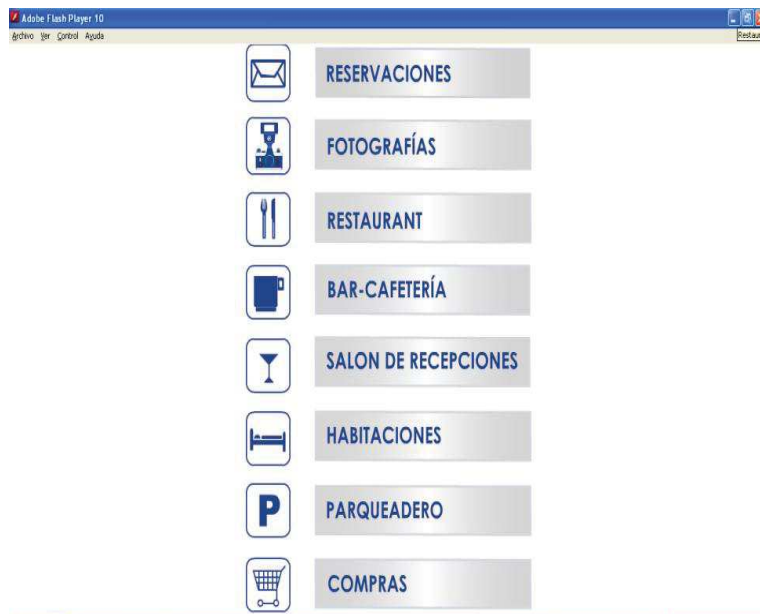 Adobe Flash Player 10
Archivo Ver Control Ayuda
Restaur
RESERVACIONES
FOTOGRAFÍAS
RESTAURANT
BAR-CAFETERÍA
SALON DE RECEPCIONES
HABITACIONES
P
PARQUEADERO
COMPRAS